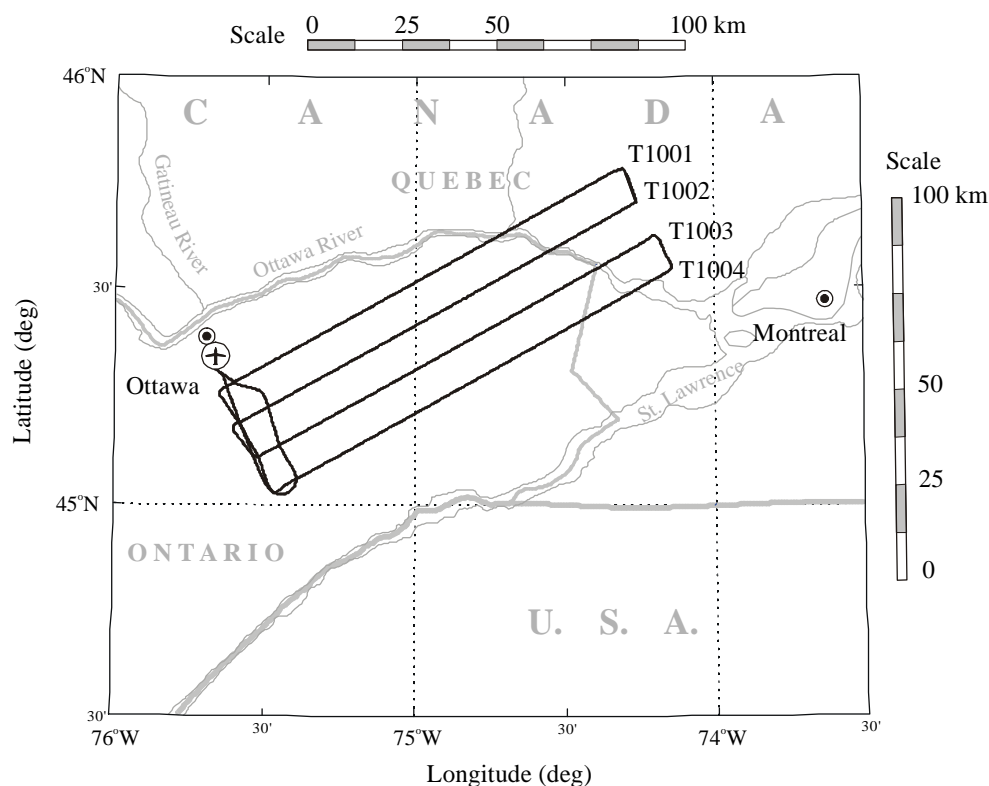 Scale 0 25 50 100 km
46°N
C A N A D A
T1001
Scale
QUEBEC
T1002
100 km
Gatineau River
Ottawa River
T1003
T1004
30'
Montreal
Ottawa
50
St. Lawrence
Latitude (deg)
25
45°N
ONTARIO
0
U. S. A.
30'
30' 30' 30'
76°W 75°W 74°W
Longitude (deg)